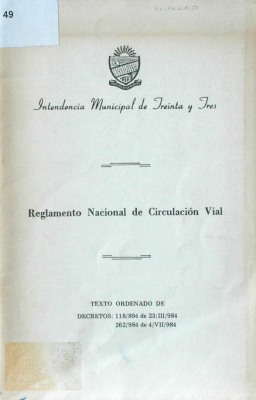 49
Intendencia Municipal de Treinta y Tres
Reglamento Nacional de Circulación Vial
TEXTO ORDENADO DE
DECRETOS: 118/894 de 23/III/984
262/984 de 4/VII/984